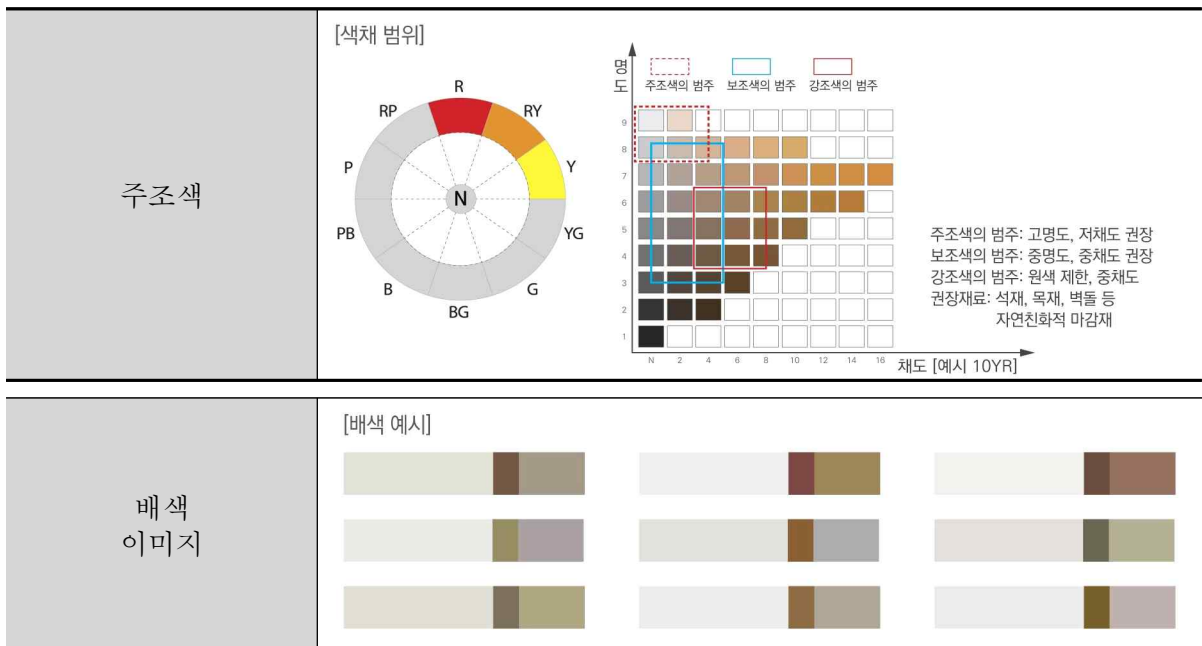 주조색
[색채 범위]
R
RP
RY
P
Y
N
PB
YG
B
G
BG
명도
주조색의 범주
보조색의 범주
강조색의 범주
9
8
7
6
5
4
3
2
1
N 2 4 6 8 10 12 14 16
채도 [예시 10YR]
주조색의 범주: 고명도, 저채도 권장
보조색의 범주: 중명도, 중채도 권장
강조색의 범주: 원색 제한, 중채도
권장재료: 석재, 목재, 벽돌 등
자연친화적 마감재
배색
이미지
[배색 예시]